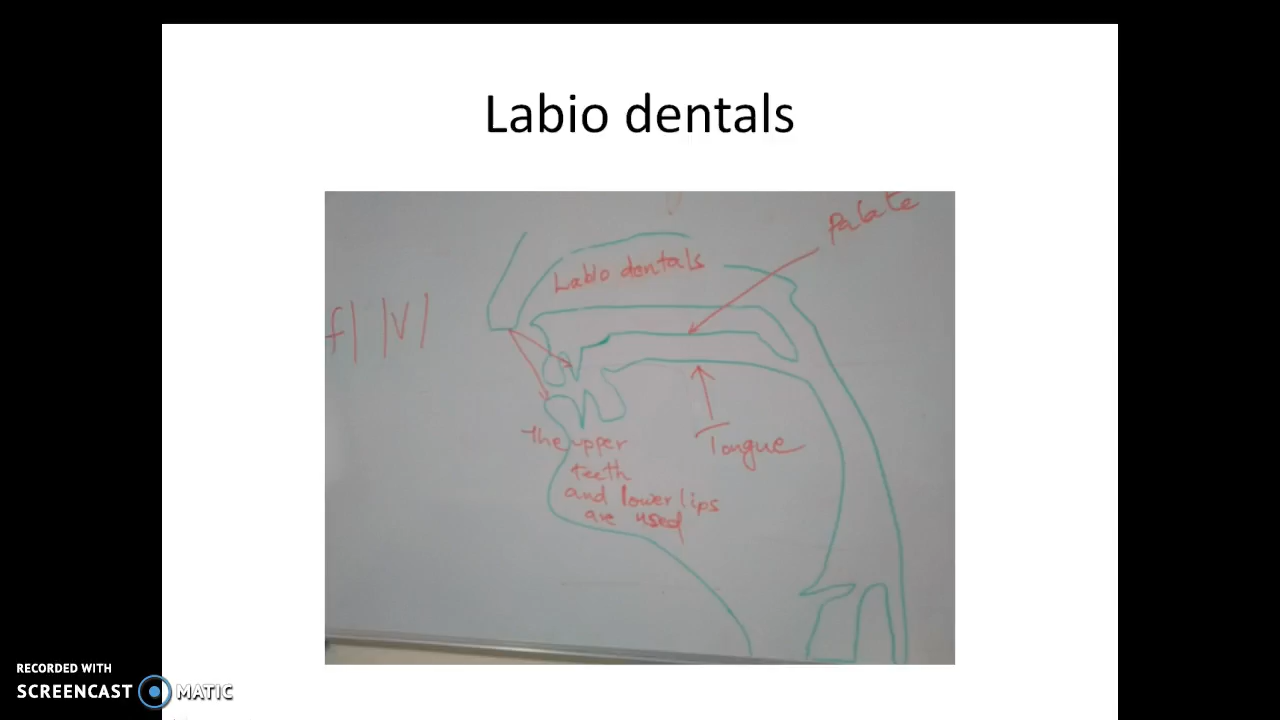 Labio dentals
Palate
Labio dentals
f/ /v/
Tongue
The upper
teeth
and lower lips
are used
RECORDED WITH
SCREENCAST MATIC